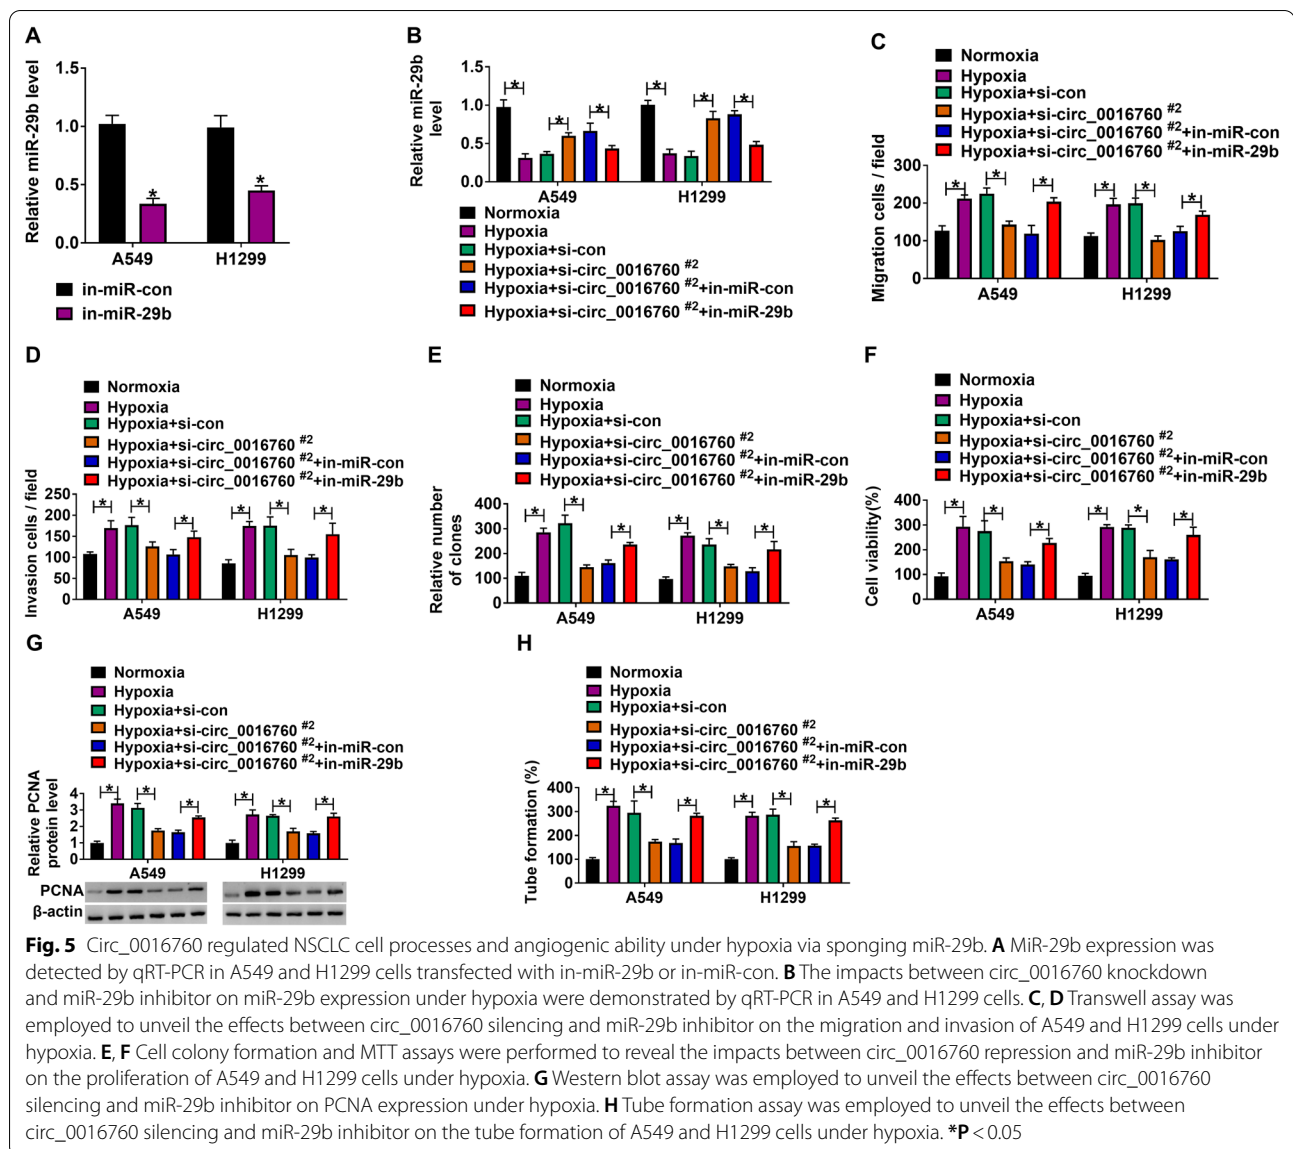 A
Relative miR-29b level
1.5
1.0
0.5
0.0
*
*
A549
H1299
in-miR-con
in-miR-29b
B
Relative miR-29b
level
1.5
1.0
0.5
0.0
*
*
*
*
*
*
A549
H1299
Normoxia
Hypoxia
Hypoxia+si-con
Hypoxia+si-circ_0016760 #2
Hypoxia+si-circ_0016760 #2+in-miR-con
Hypoxia+si-circ_0016760 #2+in-miR-29b
C
Normoxia
Hypoxia
Hypoxia+si-con
Hypoxia+si-circ_0016760 #2
Hypoxia+si-circ_0016760 #2+in-miR-con
Hypoxia+si-circ_0016760 #2+in-miR-29b
Migration cells / field
300
200
100
0
*
*
*
*
*
*
A549
H1299
D
Normoxia
Hypoxia
Hypoxia+si-con
Hypoxia+si-circ_0016760 #2
Hypoxia+si-circ_0016760 #2+in-miR-con
Hypoxia+si-circ_0016760 #2+in-miR-29b
Invasion cells / field
250
200
150
100
50
0
*
*
*
*
*
*
A549
H1299
E
Normoxia
Hypoxia
Hypoxia+si-con
Hypoxia+si-circ_0016760 #2
Hypoxia+si-circ_0016760 #2+in-miR-con
Hypoxia+si-circ_0016760 #2+in-miR-29b
Relative number
of clones
400
300
200
100
0
*
*
*
*
*
*
A549
H1299
F
Normoxia
Hypoxia
Hypoxia+si-con
Hypoxia+si-circ_0016760 #2
Hypoxia+si-circ_0016760 #2+in-miR-con
Hypoxia+si-circ_0016760 #2+in-miR-29b
Cell viability(%)
400
300
200
100
0
*
*
*
*
*
*
A549
H1299
G
Normoxia
Hypoxia
Hypoxia+si-con
Hypoxia+si-circ_0016760 #2
Hypoxia+si-circ_0016760 #2+in-miR-con
Hypoxia+si-circ_0016760 #2+in-miR-29b
Relative PCNA
protein level
4
3
2
1
0
*
*
*
*
*
*
A549
H1299
PCNA
β-actin
H
Normoxia
Hypoxia
Hypoxia+si-con
Hypoxia+si-circ_0016760 #2
Hypoxia+si-circ_0016760 #2+in-miR-con
Hypoxia+si-circ_0016760 #2+in-miR-29b
Tube formation (%)
400
300
200
100
0
*
*
*
*
*
*
A549
H1299
Fig. 5 Circ_0016760 regulated NSCLC cell processes and angiogenic ability under hypoxia via sponging miR-29b. A MiR-29b expression was
detected by qRT-PCR in A549 and H1299 cells transfected with in-miR-29b or in-miR-con. B The impacts between circ_0016760 knockdown
and miR-29b inhibitor on miR-29b expression under hypoxia were demonstrated by qRT-PCR in A549 and H1299 cells. C, D Transwell assay was
employed to unveil the effects between circ_0016760 silencing and miR-29b inhibitor on the migration and invasion of A549 and H1299 cells under
hypoxia. E, F Cell colony formation and MTT assays were performed to reveal the impacts between circ_0016760 repression and miR-29b inhibitor
on the proliferation of A549 and H1299 cells under hypoxia. G Western blot assay was employed to unveil the effects between circ_0016760
silencing and miR-29b inhibitor on PCNA expression under hypoxia. H Tube formation assay was employed to unveil the effects between
circ_0016760 silencing and miR-29b inhibitor on the tube formation of A549 and H1299 cells under hypoxia. *P < 0.05